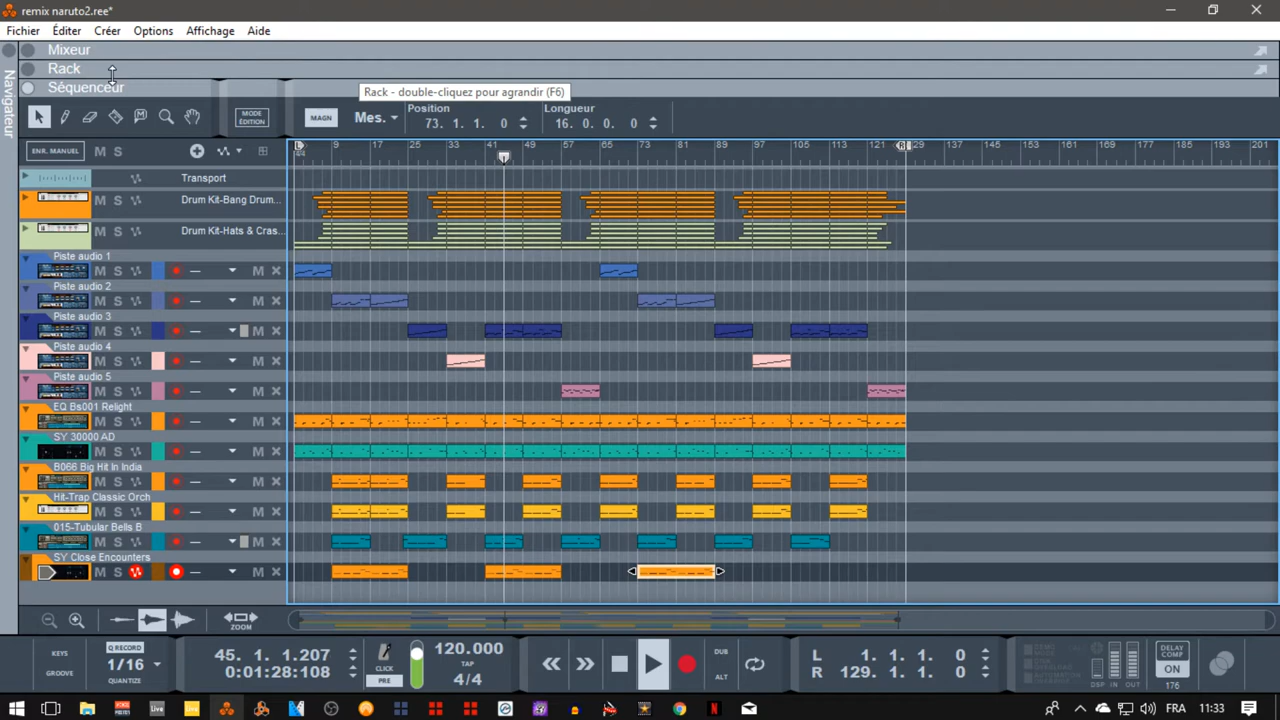 remix naruto2.ree*
Fichier Éditer Créer Options Affichage Aide
Mixeur
Rack
Séquenceur
Navigateur
Rack - double-cliquez pour agrandir (F6)
MODE ÉDITION
MAGN
Mes.
Position
73. 1. 1. 0
Longueur
16. 0. 0. 0
ENR. MANUEL M S
L 9 17 25 33 41 49 57 65 73 81 89 97 105 113 121 R 129 137 145 153 161 169 177 185 193 201
4/4
Transport
Drum Kit-Bang Drum...
M S
Drum Kit-Hats & Cras...
M S
Piste audio 1
M S M
Piste audio 2
M S M
Piste audio 3
M S M
Piste audio 4
M S M
Piste audio 5
M S M
EQ Bs001 Relight
M S M
SY 30000 AD
M S M
B066 Big Hit In India
M S M
Hit-Trap Classic Orch
M S M
015-Tubular Bells B
M S M
SY Close Encounters
M S M
ZOOM
KEYS
GROOVE
Q RECORD
1/16
QUANTIZE
45. 1. 1.207
0:01:28:108
CLICK
PRE
120.000
TAP
4/4
DUB
ALT
L 1. 1. 1. 0
R 129. 1. 1. 0
DSP IN OUT
DELAY COMP
ON
176
FRA 11:33